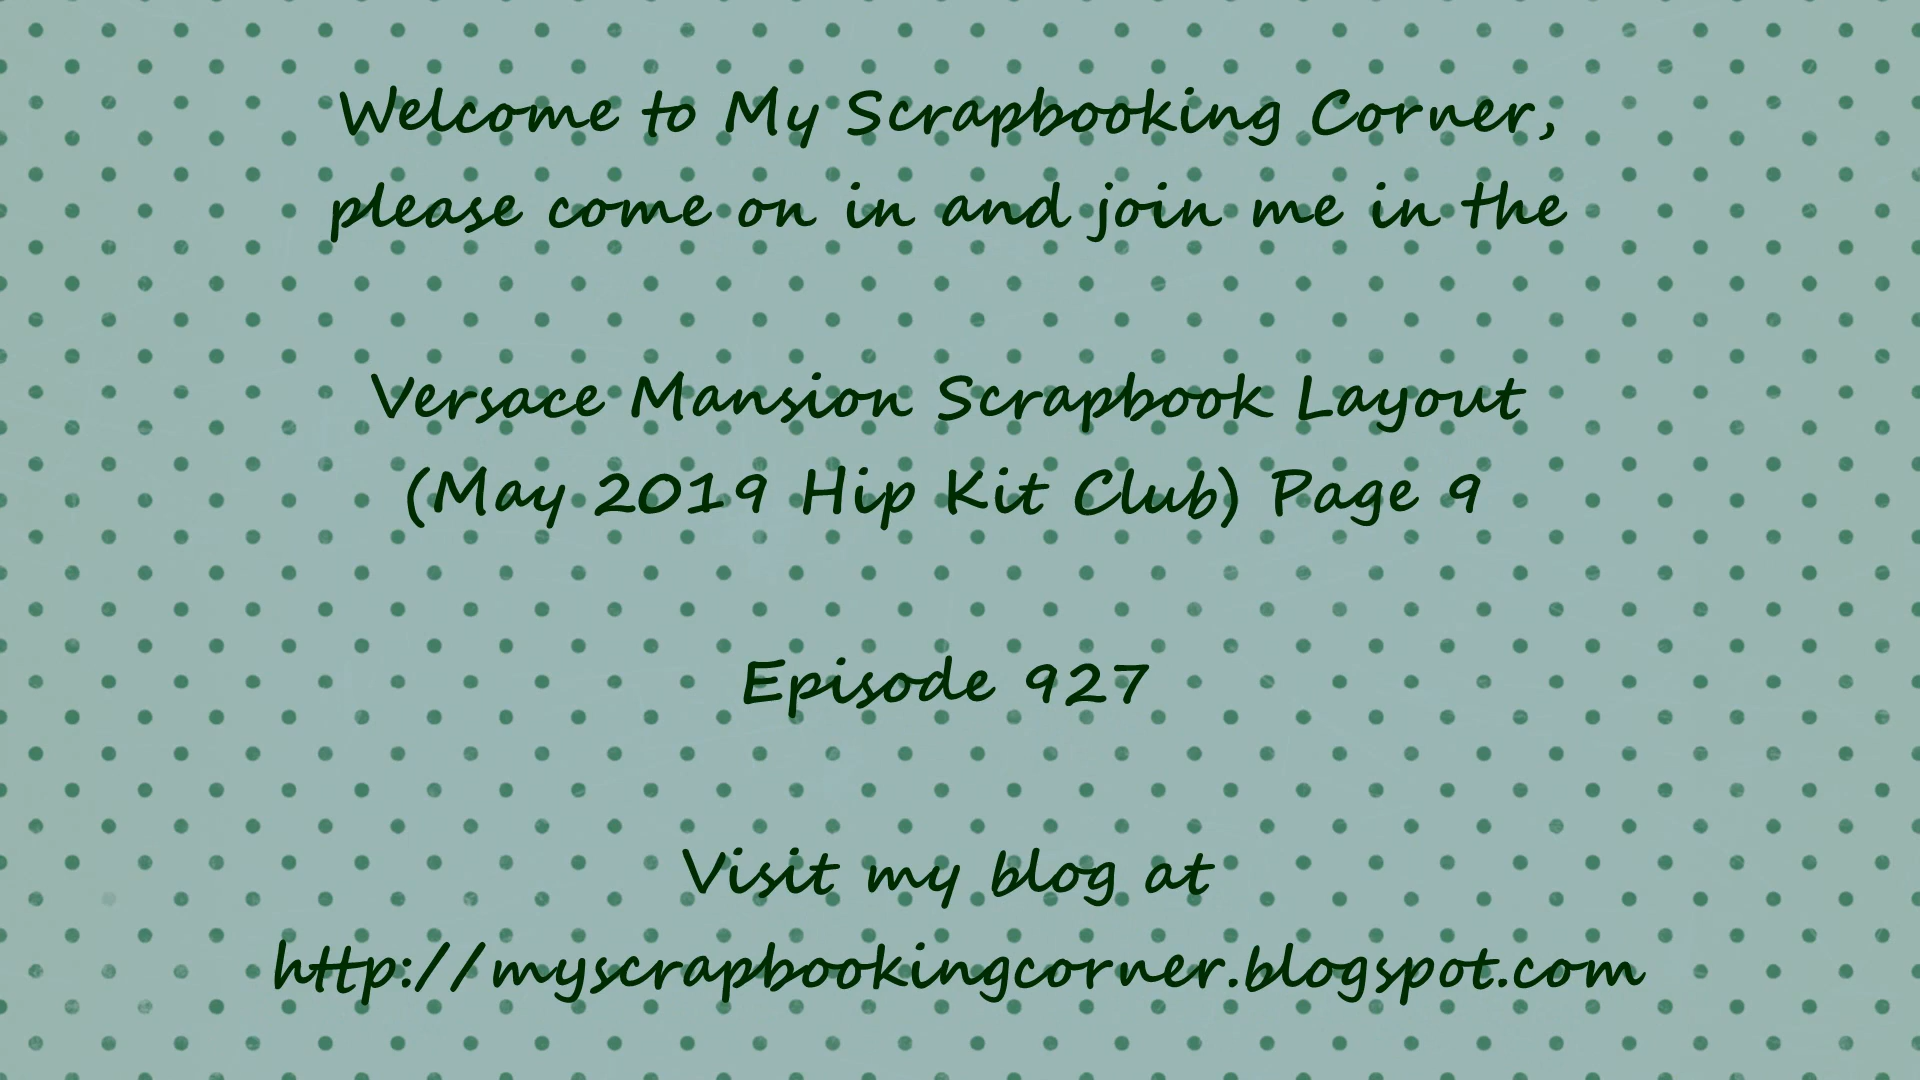 Welcome to My Scrapbooking Corner,
please come on in and join me in the
Versace Mansion Scrapbook Layout
(May 2019 Hip Kit Club) Page 9
Episode 927
Visit my blog at
http://myscrapbookingcorner.blogspot.com